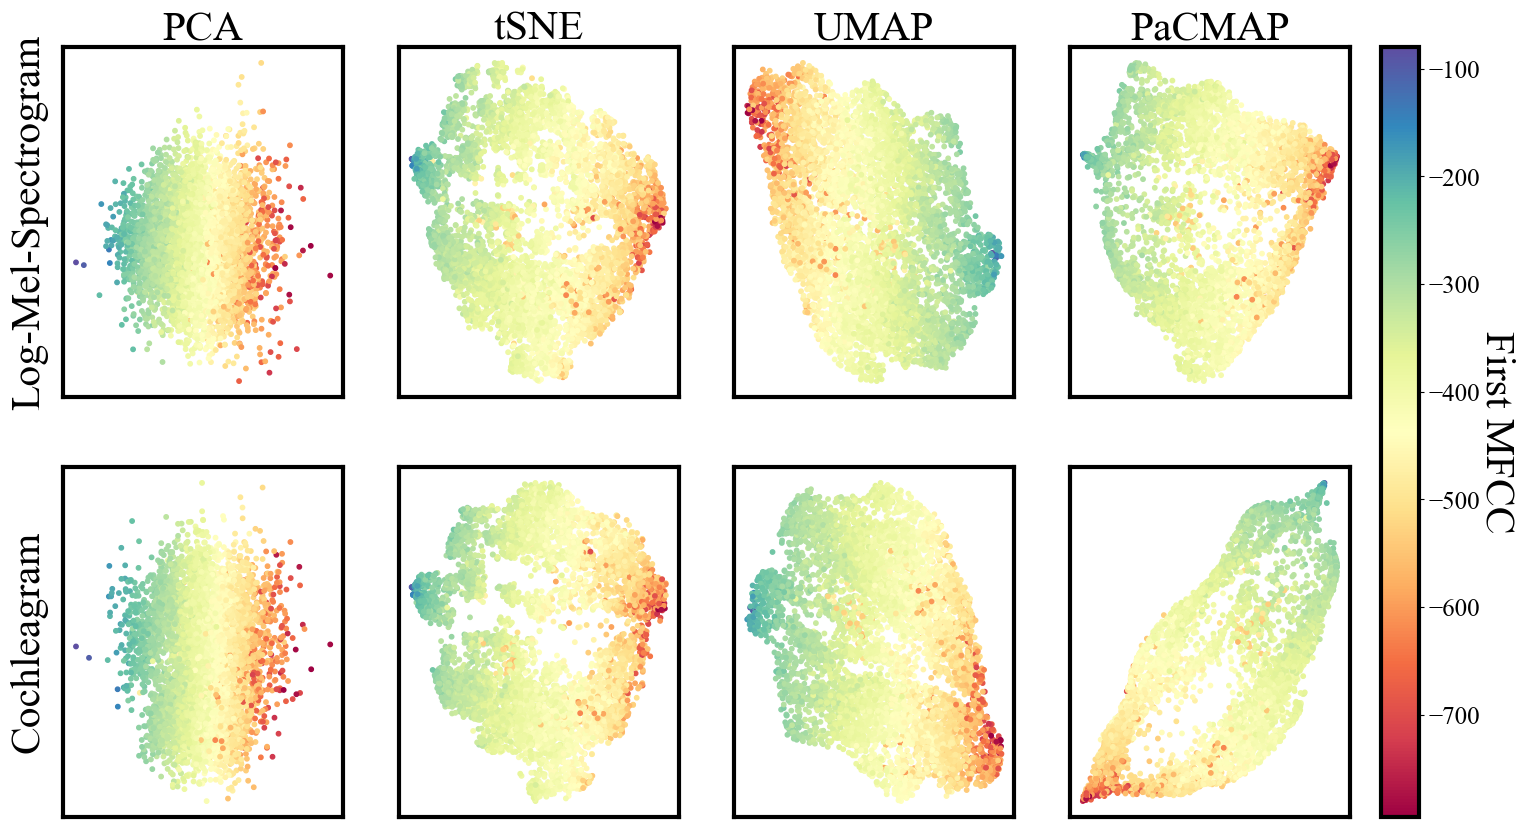 PCA
tSNE
UMAP
PaCMAP
Log-Mel-Spectrogram
Cochleagram
−100
−200
−300
−400
−500
−600
−700
First MFCC